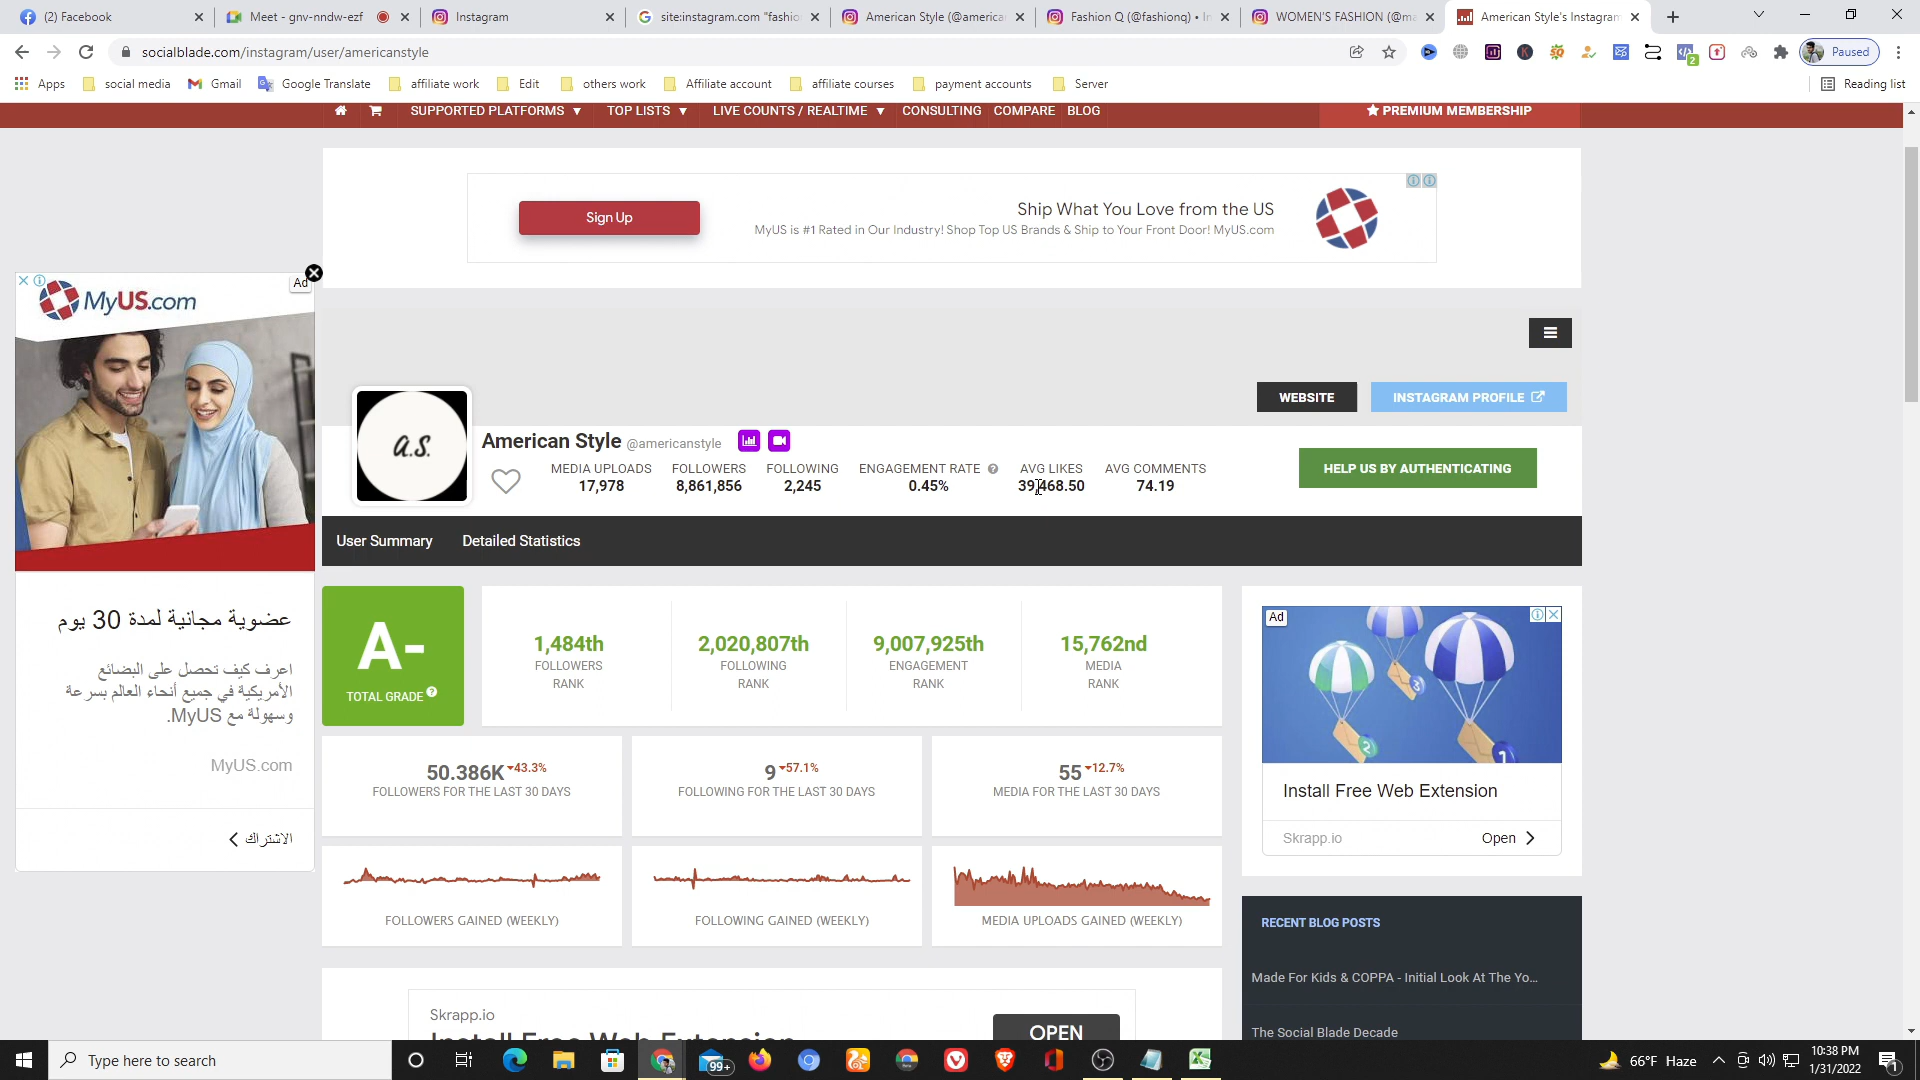 (2) Facebook
Meet - gnv-nndw-ezf
Instagram
site:instagram.com "fashio
American Style (@america
Fashion Q (@fashionq) • In
WOMEN'S FASHION (@ma
American Style's Instagram
socialblade.com/instagram/user/americanstyle
Paused
Apps
social media
Gmail
Google Translate
affiliate work
Edit
others work
Affiliate account
affiliate courses
payment accounts
Server
Reading list
SUPPORTED PLATFORMS
TOP LISTS
LIVE COUNTS / REALTIME
CONSULTING
COMPARE
BLOG
PREMIUM MEMBERSHIP
Sign Up
Ship What You Love from the US
MyUS is #1 Rated in Our Industry! Shop Top US Brands & Ship to Your Front Door! MyUS.com
Ad
MyUS.com
عضوية مجانية لمدة 30 يوم
اعرف كيف تحصل على البضائع
الأمريكية في جميع أنحاء العالم بسرعة
وسهولة مع MyUS.
MyUS.com
الاشتراك
WEBSITE
INSTAGRAM PROFILE
a.s.
American Style @americanstyle
MEDIA UPLOADS
17,978
FOLLOWERS
8,861,856
FOLLOWING
2,245
ENGAGEMENT RATE
0.45%
AVG LIKES
39,468.50
AVG COMMENTS
74.19
HELP US BY AUTHENTICATING
User Summary
Detailed Statistics
A-
TOTAL GRADE
1,484th
FOLLOWERS
RANK
2,020,807th
FOLLOWING
RANK
9,007,925th
ENGAGEMENT
RANK
15,762nd
MEDIA
RANK
50.386K -43.3%
FOLLOWERS FOR THE LAST 30 DAYS
9 -57.1%
FOLLOWING FOR THE LAST 30 DAYS
55 -12.7%
MEDIA FOR THE LAST 30 DAYS
FOLLOWERS GAINED (WEEKLY)
FOLLOWING GAINED (WEEKLY)
MEDIA UPLOADS GAINED (WEEKLY)
Ad
3
2
1
Install Free Web Extension
Skrapp.io
Open
RECENT BLOG POSTS
Made For Kids & COPPA - Initial Look At The Yo...
The Social Blade Decade
Skrapp.io
Install Free Web Extension
OPEN
Type here to search
99+
66°F Haze
10:38 PM
1/31/2022
1